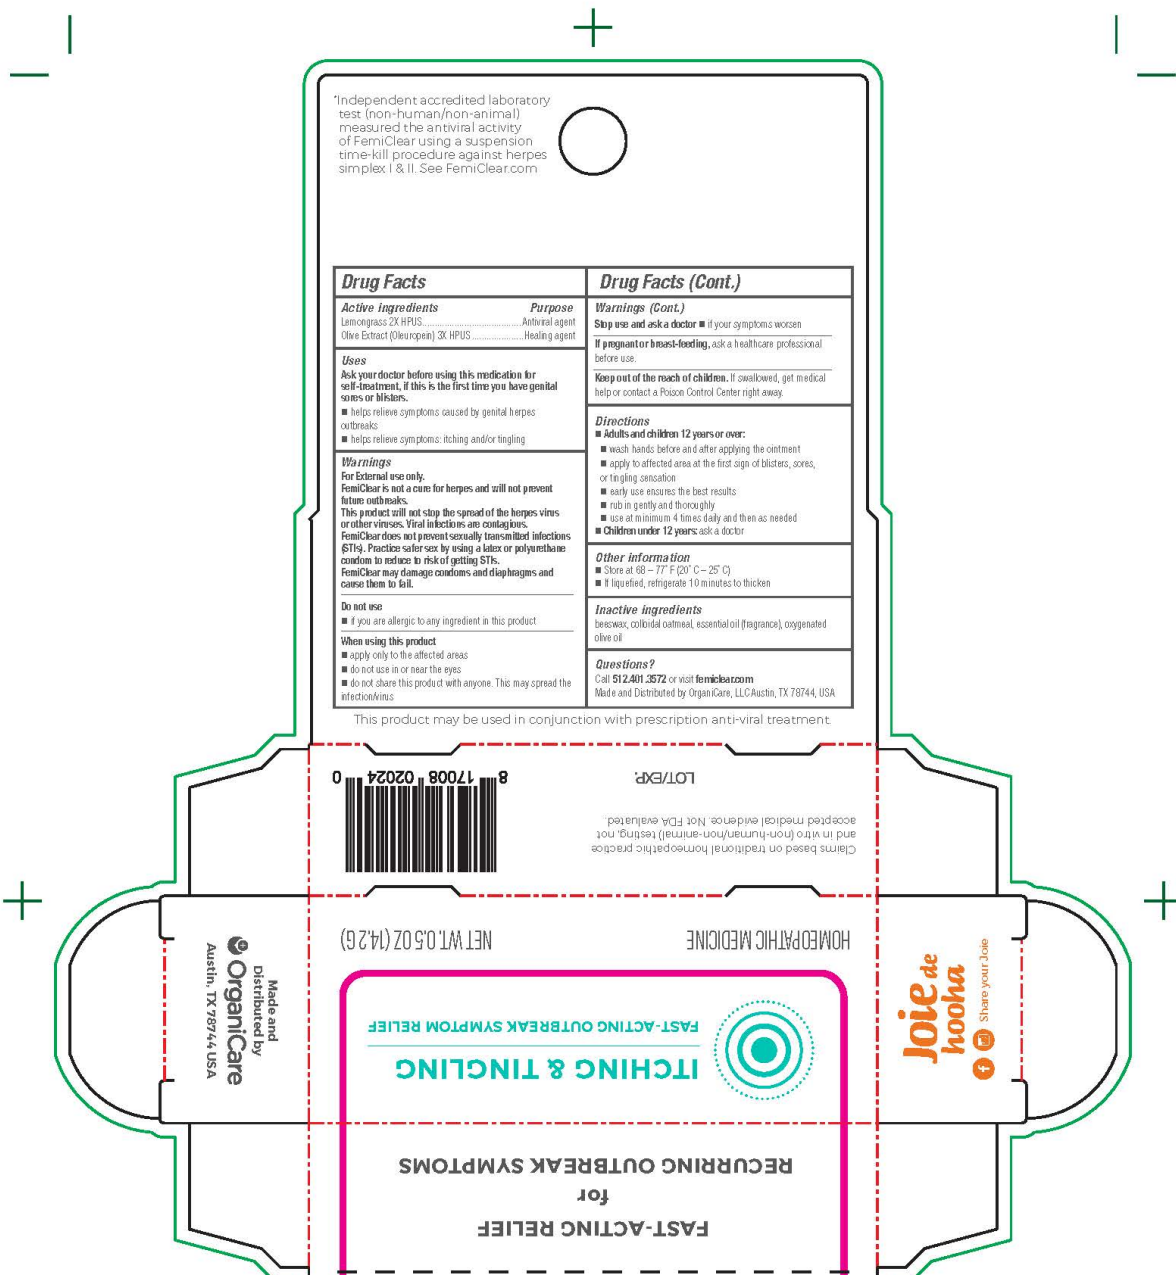 *Independent accredited laboratory
test (non-human/non-animal)
measured the antiviral activity
of FemiClear using a suspension
time-kill procedure against herpes
simplex I & II. See FemiClear.com
Drug Facts
Active ingredients Purpose
Lemongrass 2X HPUS......................................Antiviral agent
Olive Extract (Oleuropein) 3X HPUS ....................Healing agent
Uses
Ask your doctor before using this medication for
self-treatment, if this is the first time you have genital
sores or blisters.
■ helps relieve symptoms caused by genital herpes
outbreaks
■ helps relieve symptoms: itching and/or tingling
Warnings
For External use only.
FemiClear is not a cure for herpes and will not prevent
future outbreaks.
This product will not stop the spread of the herpes virus
or other viruses. Viral infections are contagious.
FemiClear does not prevent sexually transmitted infections
(STIs). Practice safer sex by using a latex or polyurethane
condom to reduce to risk of getting STIs.
FemiClear may damage condoms and diaphragms and
cause them to fail.
Do not use
■ if you are allergic to any ingredient in this product
When using this product
■ apply only to the affected areas
■ do not use in or near the eyes
■ do not share this product with anyone. This may spread the
infection/virus
Drug Facts (Cont.)
Warnings (Cont.)
Stop use and ask a doctor ■ if your symptoms worsen
If pregnant or breast-feeding, ask a healthcare professional
before use.
Keep out of the reach of children. If swallowed, get medical
help or contact a Poison Control Center right away.
Directions
■ Adults and children 12 years or over:
■ wash hands before and after applying the ointment
■ apply to affected area at the first sign of blisters, sores,
or tingling sensation
■ early use ensures the best results
■ rub in gently and thoroughly
■ use at minimum 4 times daily and then as needed
■ Children under 12 years: ask a doctor
Other information
■ Store at 68 – 77˚ F (20˚ C – 25˚ C)
■ If liquefied, refrigerate 10 minutes to thicken
Inactive ingredients
beeswax, colloidal oatmeal, essential oil (fragrance), oxygenated
olive oil
Questions?
Call 512.401.3572 or visit femiclear.com
Made and Distributed by OrganiCare, LLC Austin, TX 78744, USA
This product may be used in conjunction with prescription anti-viral treatment.
8 17008 02024 0
LOT/EXP.
Claims based on traditional homeopathic practice
and in vitro (non-human/non-animal) testing, not
accepted medical evidence. Not FDA evaluated.
HOMEOPATHIC MEDICINE
NET WT. 0.5 OZ (14.2 G)
Made and
Distributed by
OrganiCare
Austin, TX 78744 USA
Joie de
hooha
Share your Joie
FAST-ACTING RELIEF
for
RECURRING OUTBREAK SYMPTOMS
ITCHING & TINGLING
FAST-ACTING OUTBREAK SYMPTOM RELIEF